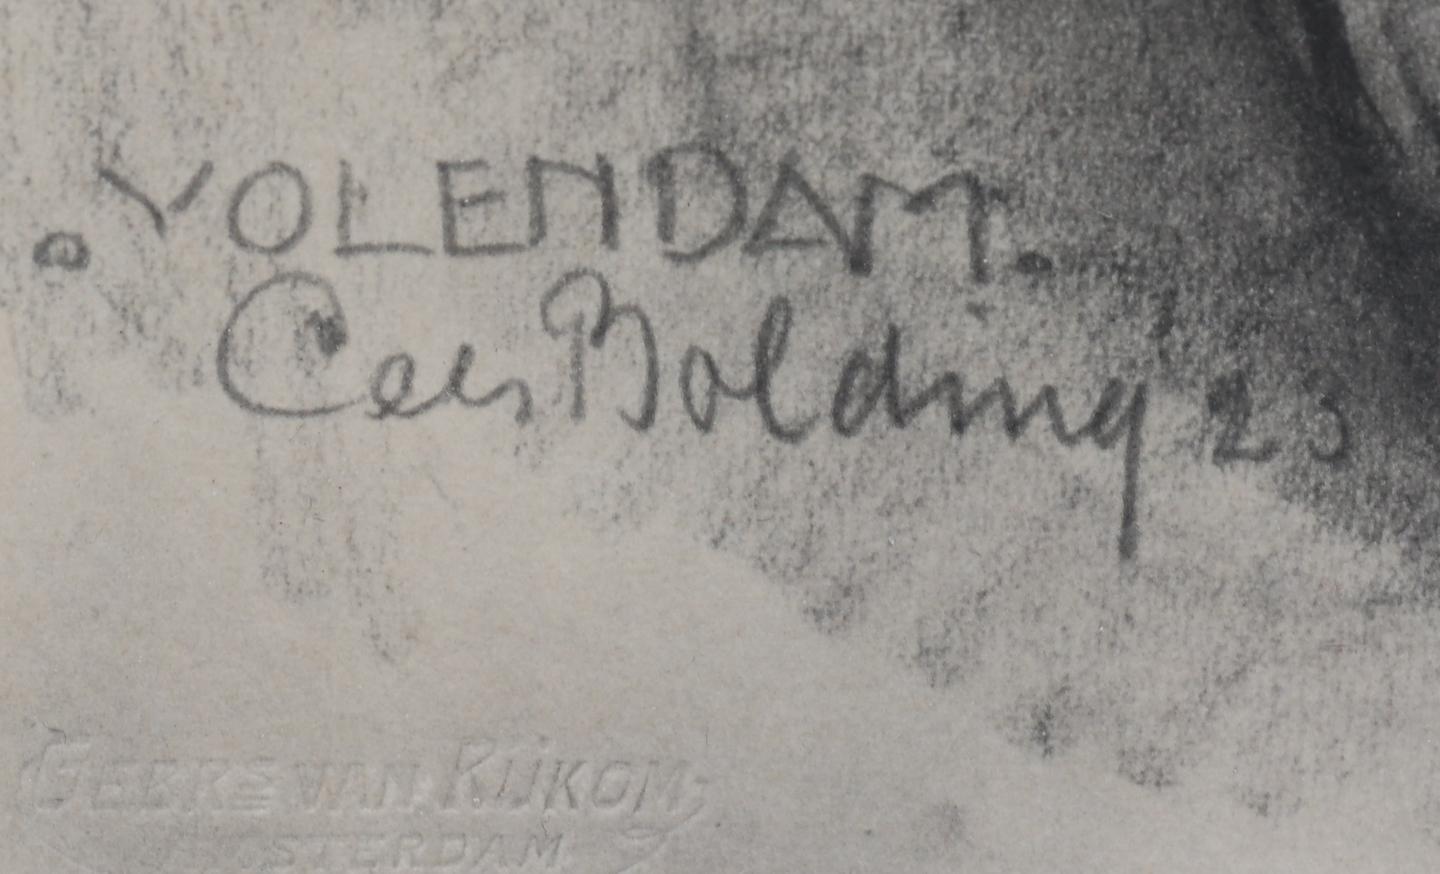 VOLENDAM.
Cees Bolding 23
GEBRS VAN RIJKOM
STERDAM